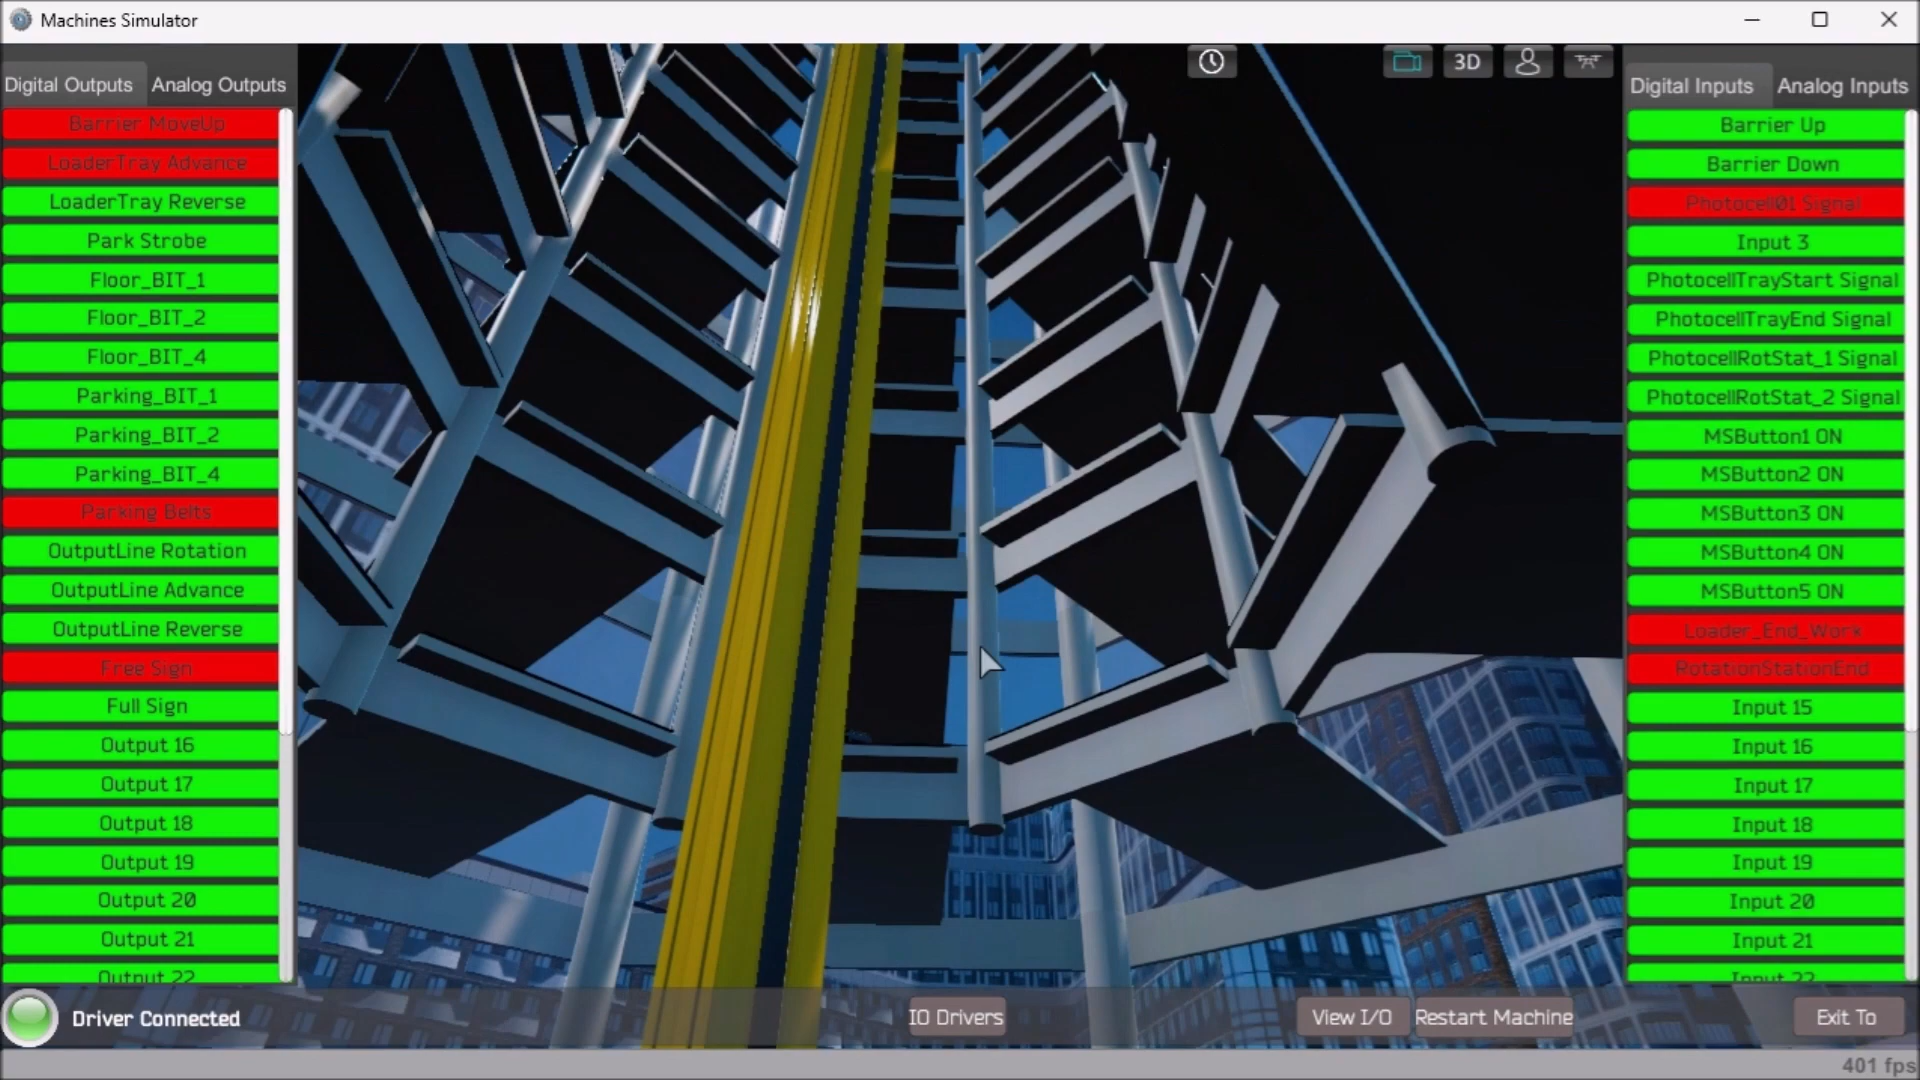 Machines Simulator
Digital Outputs
Analog Outputs
Barrier MoveUp
LoaderTray Advance
LoaderTray Reverse
Park Strobe
Floor_BIT_1
Floor_BIT_2
Floor_BIT_4
Parking_BIT_1
Parking_BIT_2
Parking_BIT_4
Parking Belts
OutputLine Rotation
OutputLine Advance
OutputLine Reverse
Free Sign
Full Sign
Output 16
Output 17
Output 18
Output 19
Output 20
Output 21
Output 22
3D
Digital Inputs
Analog Inputs
Barrier Up
Barrier Down
Photocell01 Signal
Input 3
PhotocellTrayStart Signal
PhotocellTrayEnd Signal
PhotocellRotStat_1 Signal
PhotocellRotStat_2 Signal
MSButton1 ON
MSButton2 ON
MSButton3 ON
MSButton4 ON
MSButton5 ON
Loader_End_Work
RotationStationEnd
Input 15
Input 16
Input 17
Input 18
Input 19
Input 20
Input 21
Input 22
Driver Connected
IO Drivers
View I/O
Restart Machine
Exit To
401 fps